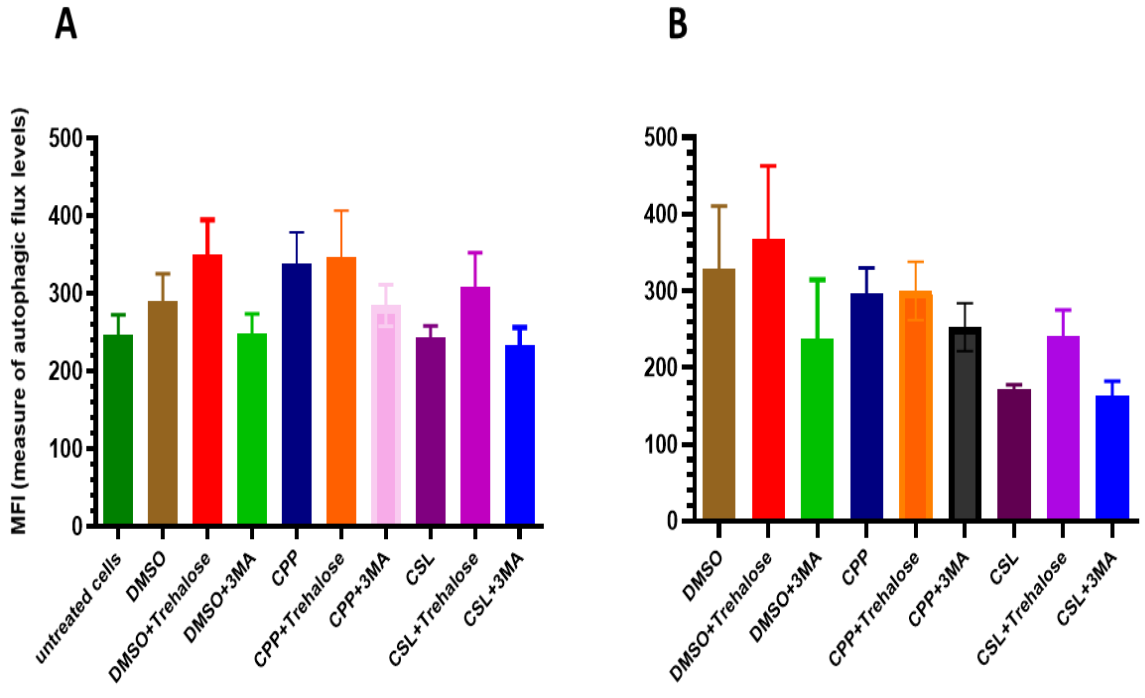 A
B
MFI (measure of autophagic flux levels)
500
400
300
200
100
0
untreated cells
DMSO
DMSO+Trehalose
DMSO+3MA
CPP
CPP+Trehalose
CPP+3MA
CSL
CSL+Trehalose
CSL+3MA
500
400
300
200
100
0
DMSO
DMSO+Trehalose
DMSO+3MA
CPP
CPP+Trehalose
CPP+3MA
CSL
CSL+Trehalose
CSL+3MA